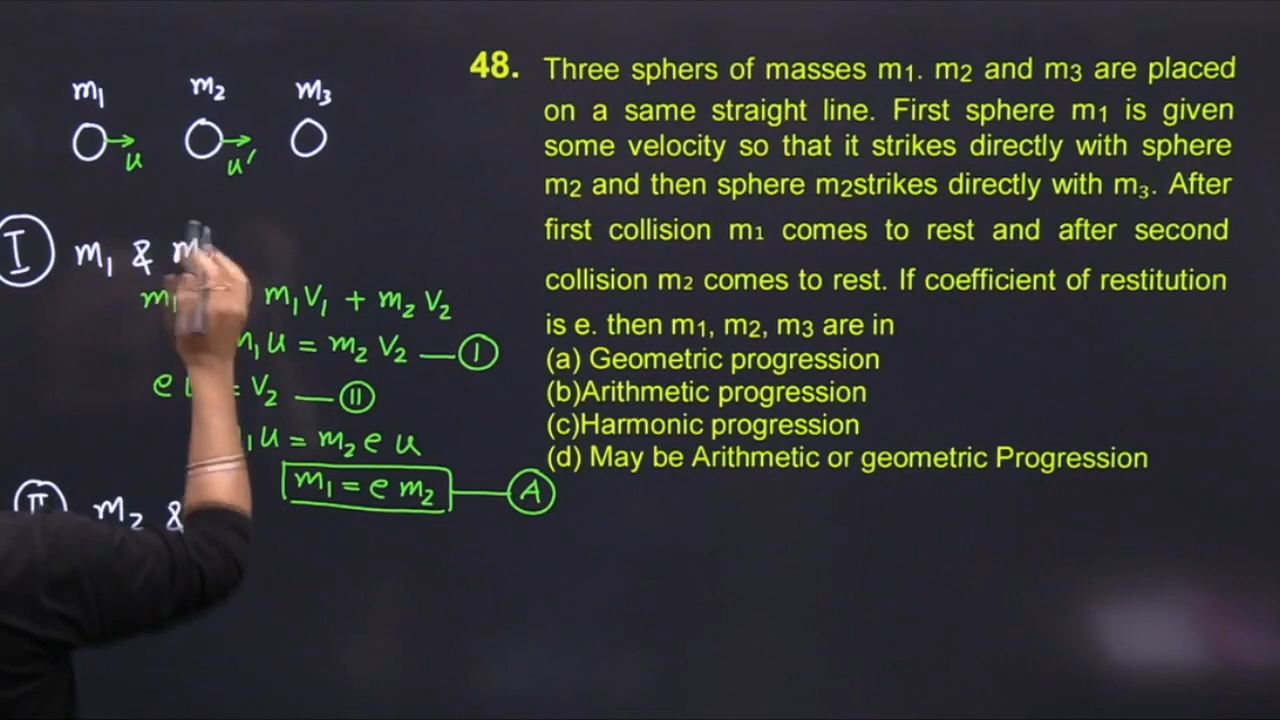 m1 m2 m3
u u'
I m1 & m
m1 m1V1 + m2V2
u = m2V2 — I
e = V2 — II
u = m2 e u
m1 = e m2 — A
II m2 &
48. Three sphers of masses m1. m2 and m3 are placed
on a same straight line. First sphere m1 is given
some velocity so that it strikes directly with sphere
m2 and then sphere m2strikes directly with m3. After
first collision m1 comes to rest and after second
collision m2 comes to rest. If coefficient of restitution
is e. then m1, m2, m3 are in
(a) Geometric progression
(b)Arithmetic progression
(c)Harmonic progression
(d) May be Arithmetic or geometric Progression